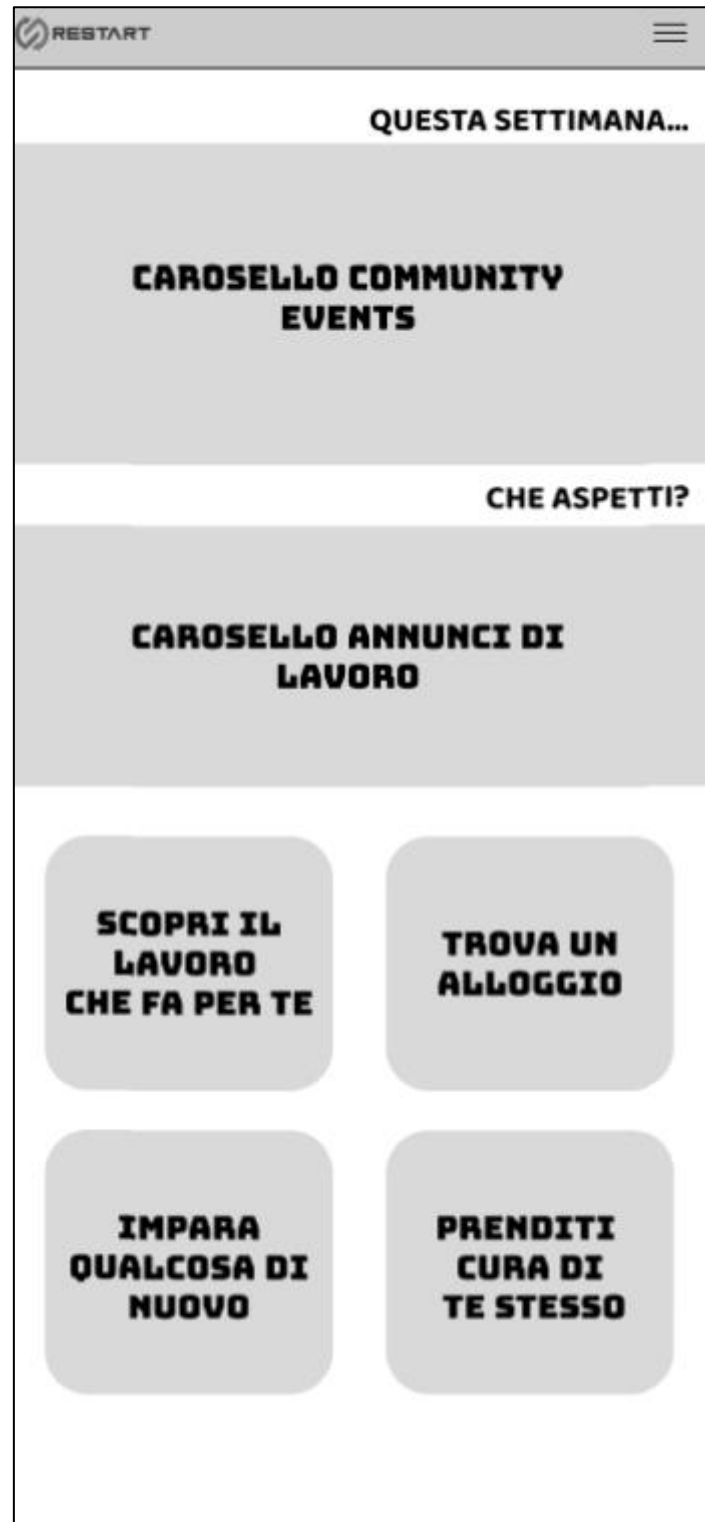 RESTART
QUESTA SETTIMANA...
CAROSELLO COMMUNITY
EVENTS
CHE ASPETTI?
CAROSELLO ANNUNCI DI
LAVORO
SCOPRI IL
LAVORO
CHE FA PER TE
TROVA UN
ALLOGGIO
IMPARA
QUALCOSA DI
NUOVO
PRENDITI
CURA DI
TE STESSO